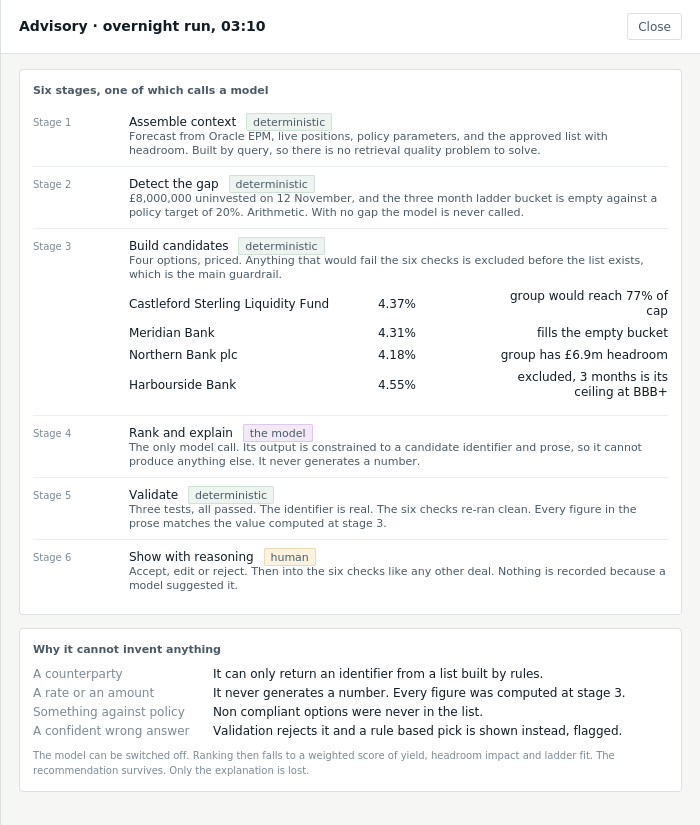 Advisory · overnight run, 03:10
Close
Six stages, one of which calls a model
Stage 1
Assemble context deterministic
Forecast from Oracle EPM, live positions, policy parameters, and the approved list with
headroom. Built by query, so there is no retrieval quality problem to solve.
Stage 2
Detect the gap deterministic
£8,000,000 uninvested on 12 November, and the three month ladder bucket is empty against a
policy target of 20%. Arithmetic. With no gap the model is never called.
Stage 3
Build candidates deterministic
Four options, priced. Anything that would fail the six checks is excluded before the list exists,
which is the main guardrail.
Castleford Sterling Liquidity Fund 4.37% group would reach 77% of
cap
Meridian Bank 4.31% fills the empty bucket
Northern Bank plc 4.18% group has £6.9m headroom
Harbourside Bank 4.55% excluded, 3 months is its
ceiling at BBB+
Stage 4
Rank and explain the model
The only model call. Its output is constrained to a candidate identifier and prose, so it cannot
produce anything else. It never generates a number.
Stage 5
Validate deterministic
Three tests, all passed. The identifier is real. The six checks re-ran clean. Every figure in the
prose matches the value computed at stage 3.
Stage 6
Show with reasoning human
Accept, edit or reject. Then into the six checks like any other deal. Nothing is recorded because a
model suggested it.
Why it cannot invent anything
A counterparty It can only return an identifier from a list built by rules.
A rate or an amount It never generates a number. Every figure was computed at stage 3.
Something against policy Non compliant options were never in the list.
A confident wrong answer Validation rejects it and a rule based pick is shown instead, flagged.
The model can be switched off. Ranking then falls to a weighted score of yield, headroom impact and ladder fit. The
recommendation survives. Only the explanation is lost.